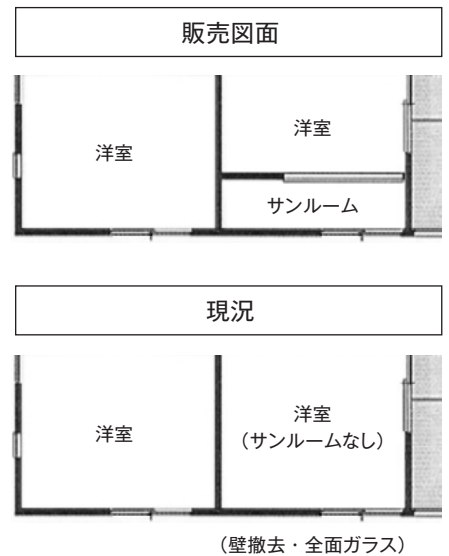 販売図面
洋室
洋室
サンルーム
現況
洋室
洋室
（サンルームなし）
（壁撤去・全面ガラス）